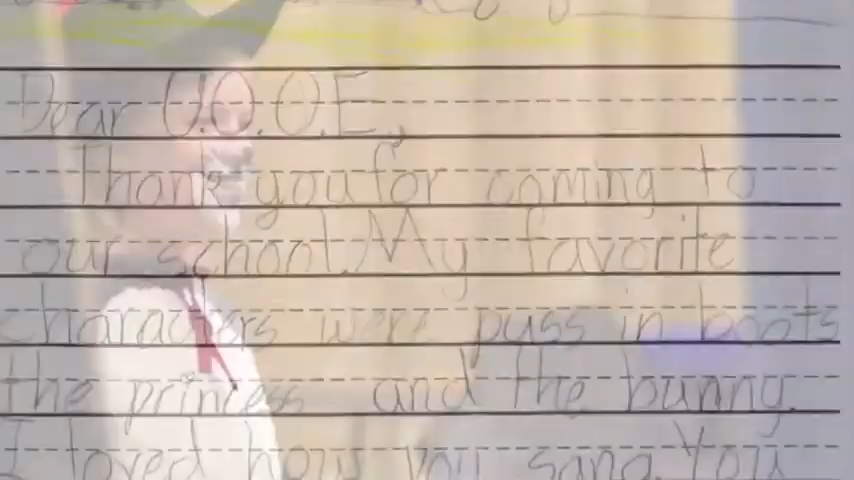 Dear O.O.O.E.,
Thank you for coming to
our school. My favorite
characters were puss in boots
the princess and the bunny.
I loved how you sang. You